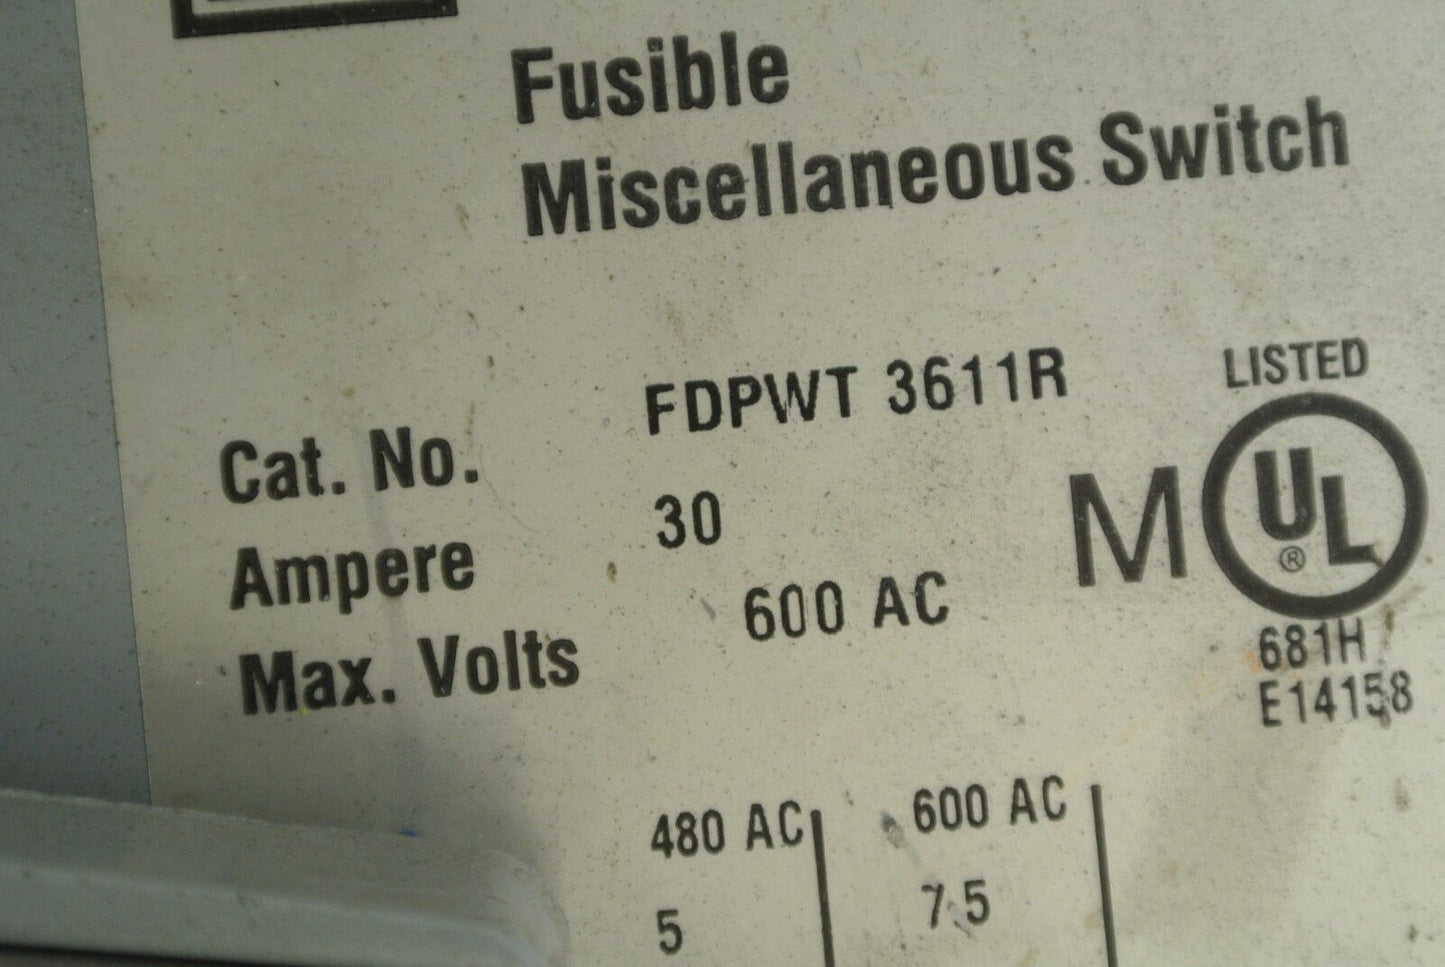 Fusible
Miscellaneous Switch
Cat. No. FDPWT 3611R
Ampere 30
Max. Volts 600 AC
LISTED
M UL ®
681H
E14158
480 AC 600 AC
5 7.5